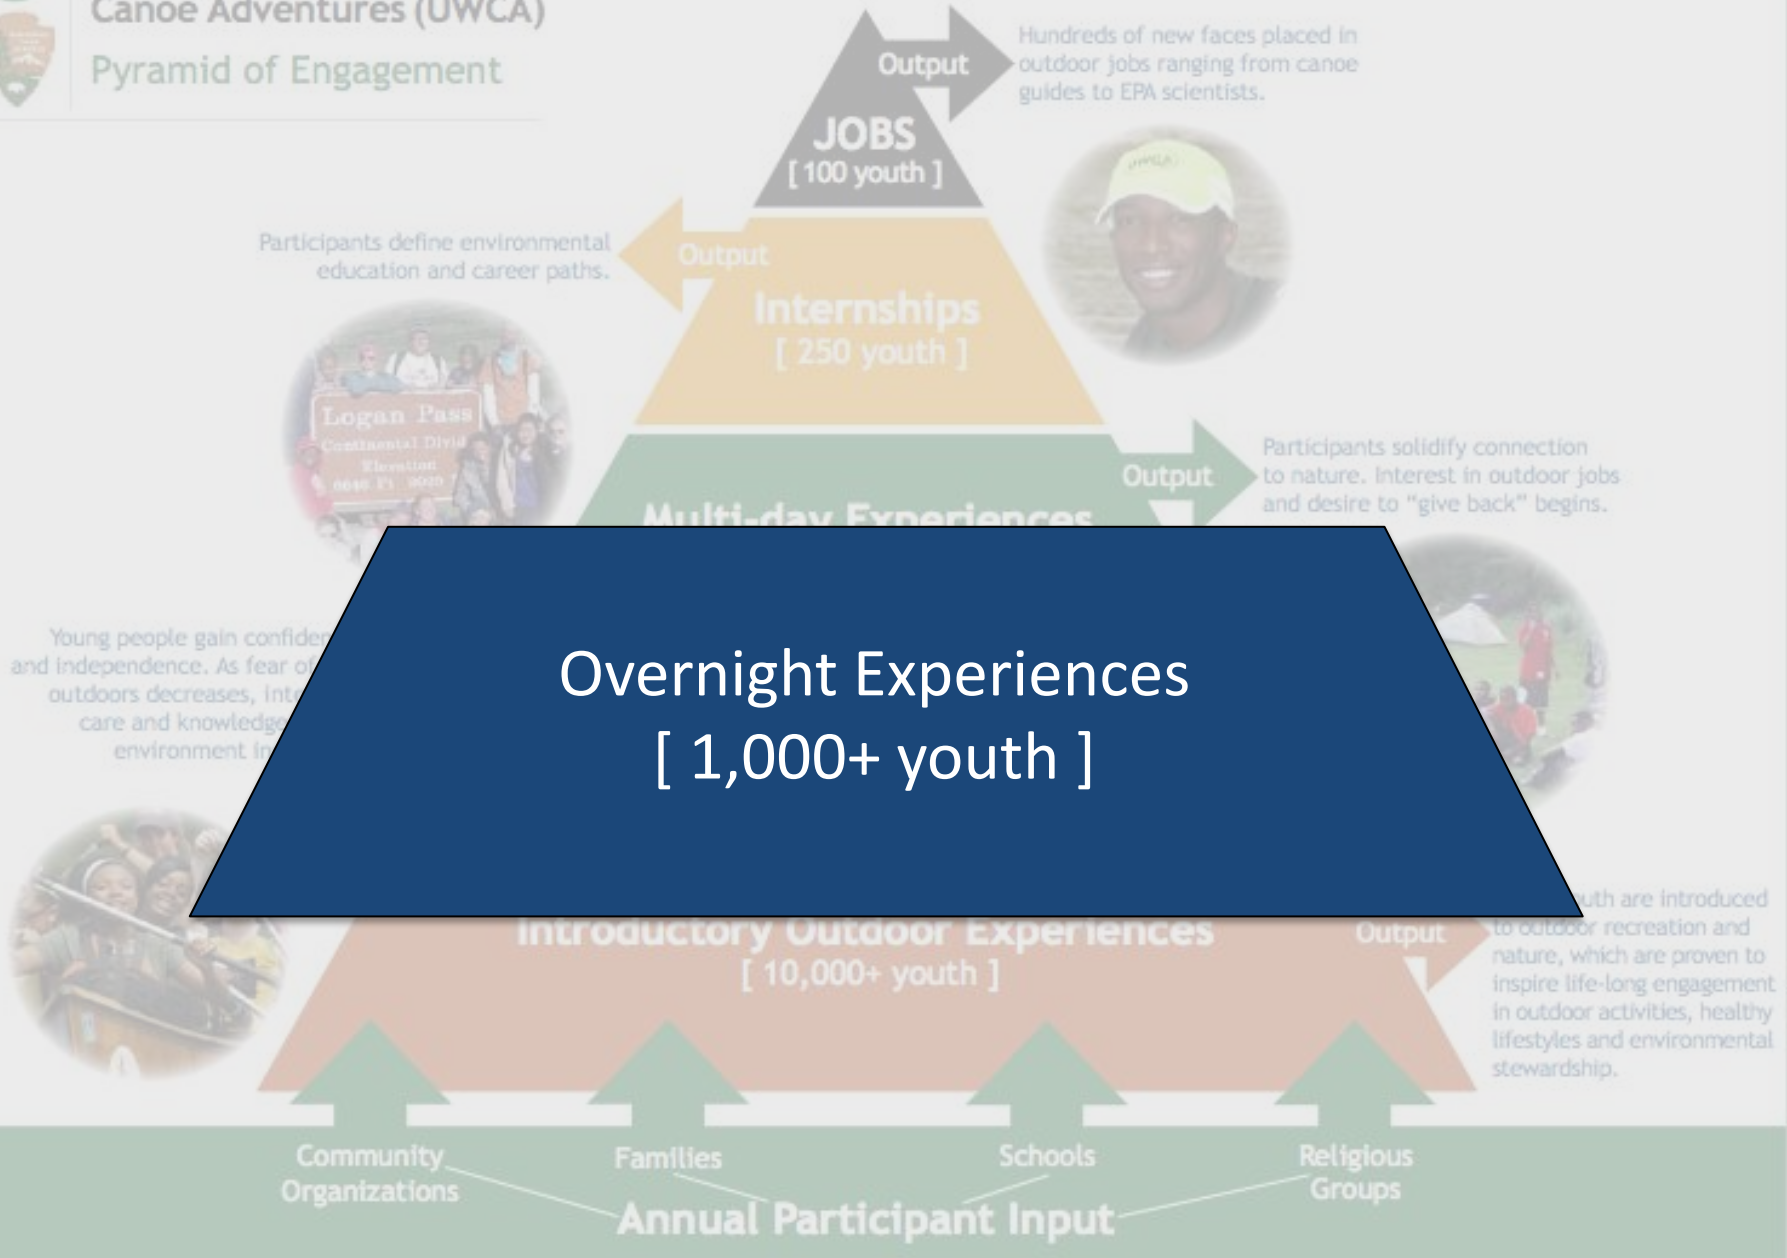 Canoe Adventures (UWCA)
Pyramid of Engagement
Output
Hundreds of new faces placed in
outdoor jobs ranging from canoe
guides to EPA scientists.
JOBS
[ 100 youth ]
Participants define environmental
education and career paths.
Output
Internships
[ 250 youth ]
Logan Pass
Continental Divid
Elevation
Participants solidify connection
to nature. Interest in outdoor jobs
and desire to “give back” begins.
Output
Multi-day Experiences
Young people gain confiden
and independence. As fear of
outdoors decreases, inte
care and knowledge
environment in
Overnight Experiences
[ 1,000+ youth ]
Introductory Outdoor Experiences
[ 10,000+ youth ]
Output
uth are introduced
to outdoor recreation and
nature, which are proven to
inspire life-long engagement
in outdoor activities, healthy
lifestyles and environmental
stewardship.
Community
Organizations
Families
Schools
Religious
Groups
Annual Participant Input